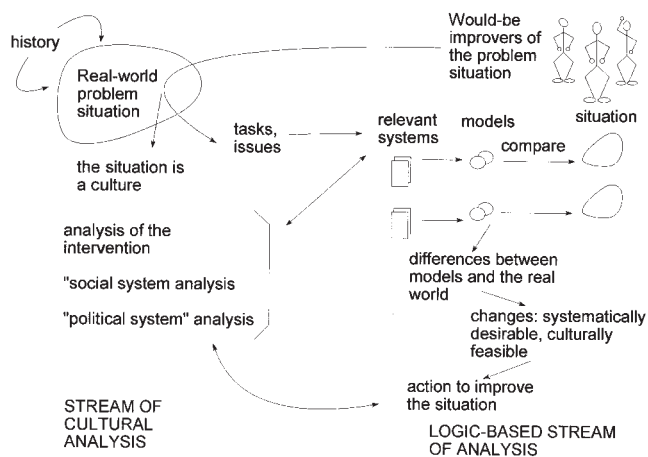 history
Real-world
problem
situation
Would-be
improvers of
the problem
situation
situation
tasks,
issues
relevant
systems
models
compare
the situation is
a culture
analysis of the
intervention
"social system analysis
"political system" analysis
differences between
models and the real
world
changes: systematically
desirable, culturally
feasible
action to improve
the situation
STREAM OF
CULTURAL
ANALYSIS
LOGIC-BASED STREAM
OF ANALYSIS